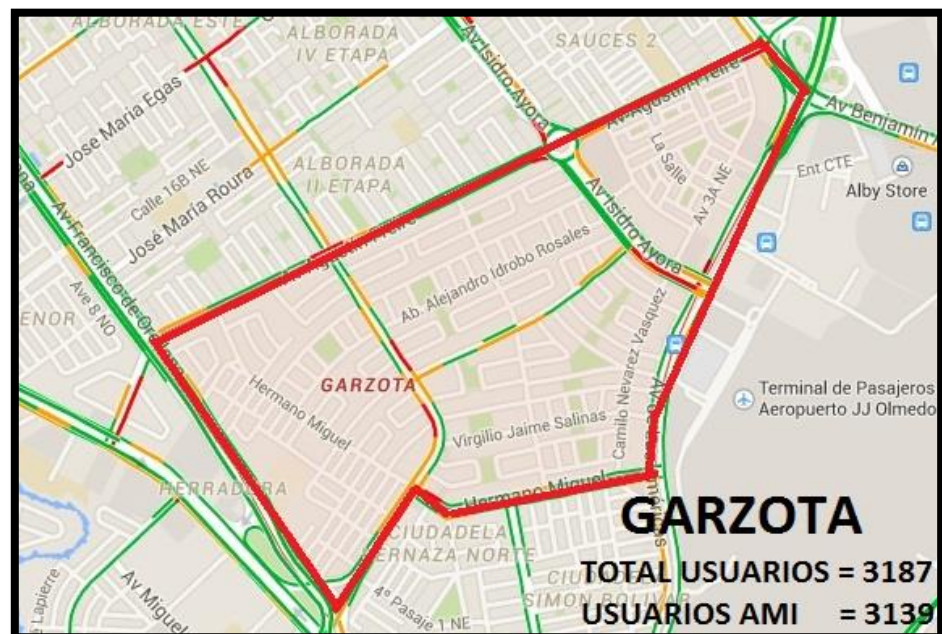 ALBORADA ESTE
ALBORADA
IV ETAPA
Av Isidro Ayora
SAUCES 2
Jose Maria Egas
Av Agustin Freire
Av Benjamin
Calle 16B NE
José María Roura
ALBORADA
II ETAPA
La Salle
Ent CTE
Alby Store
Av Francisco de Orellana
Av 3A NE
Av Isidro Ayora
Ave 8 NO
Ab. Alejandro Idrobo Rosales
ENOR
GARZOTA
Hermano Miguel
Camilo Nevarez Vasquez
Terminal de Pasajeros
Aeropuerto JJ Olmedo
Virgilio Jaime Salinas
Hermano Miguel
HERRADURA
GARZOTA
CIUDADELA
BERNAZA NORTE
TOTAL USUARIOS = 3187
CIUDADELA
SIMON BOLIVAR
Lapierre
Av Miguel
4º Pasaje 1 NE
USUARIOS AMI = 3139